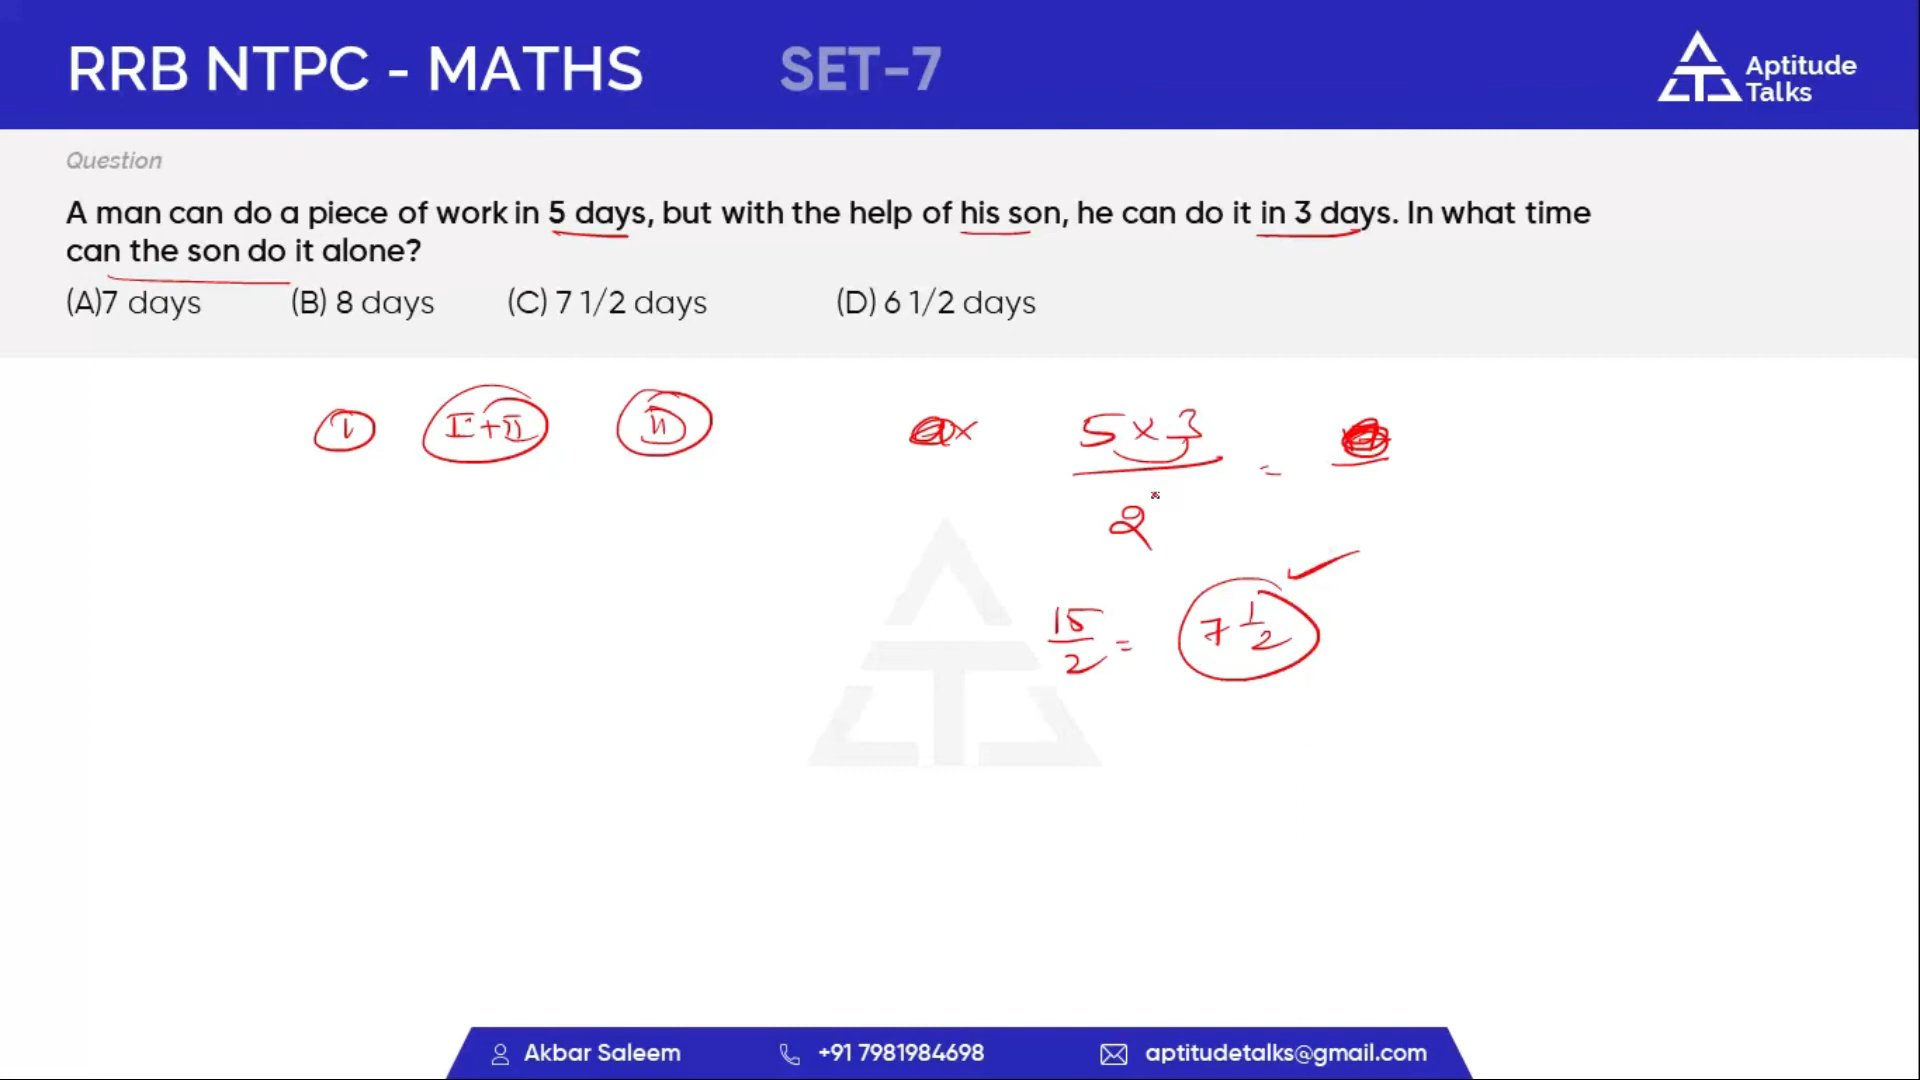 RRB NTPC - MATHS SET-7
Aptitude
Talks
Question
A man can do a piece of work in 5 days, but with the help of his son, he can do it in 3 days. In what time
can the son do it alone?
(A)7 days (B) 8 days (C) 7 1/2 days (D) 6 1/2 days
I I+II II x 5 x 3 =
2
15/2 = 7 1/2
Akbar Saleem +91 7981984698 aptitudetalks@gmail.com